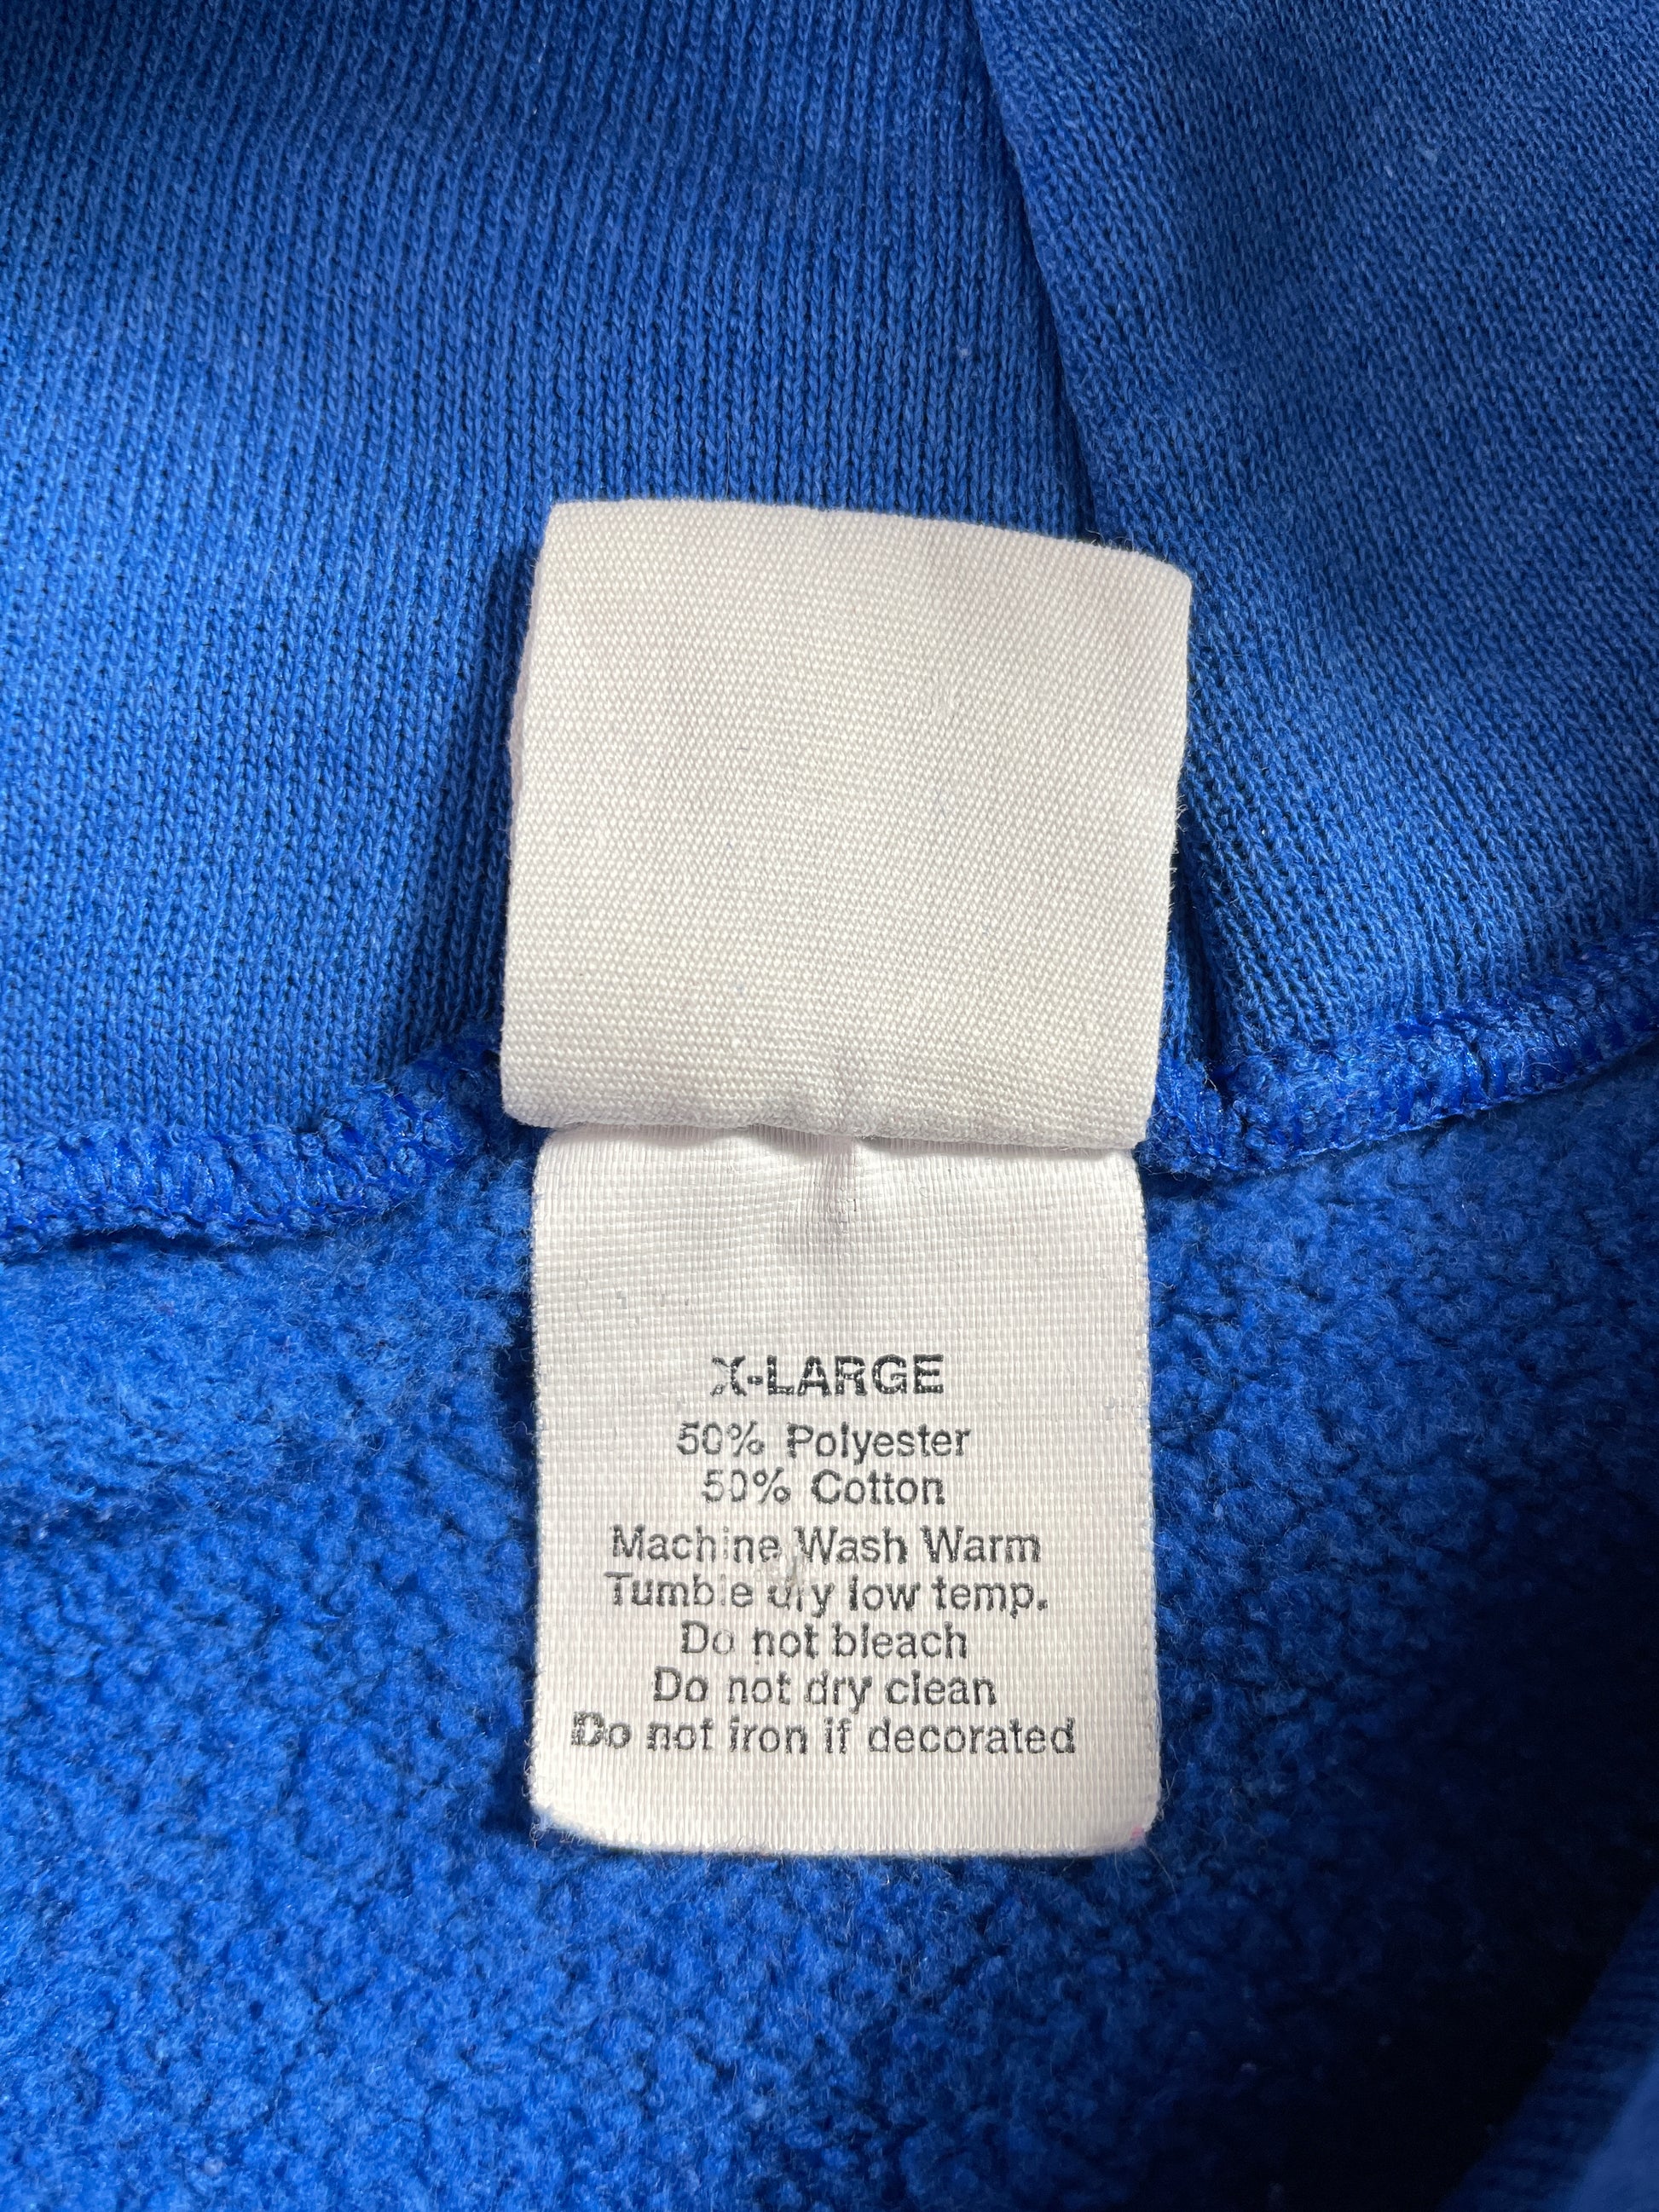 X-LARGE
50% Polyester
50% Cotton
Machine Wash Warm
Tumble dry low temp.
Do not bleach
Do not dry clean
Do not iron if decorated